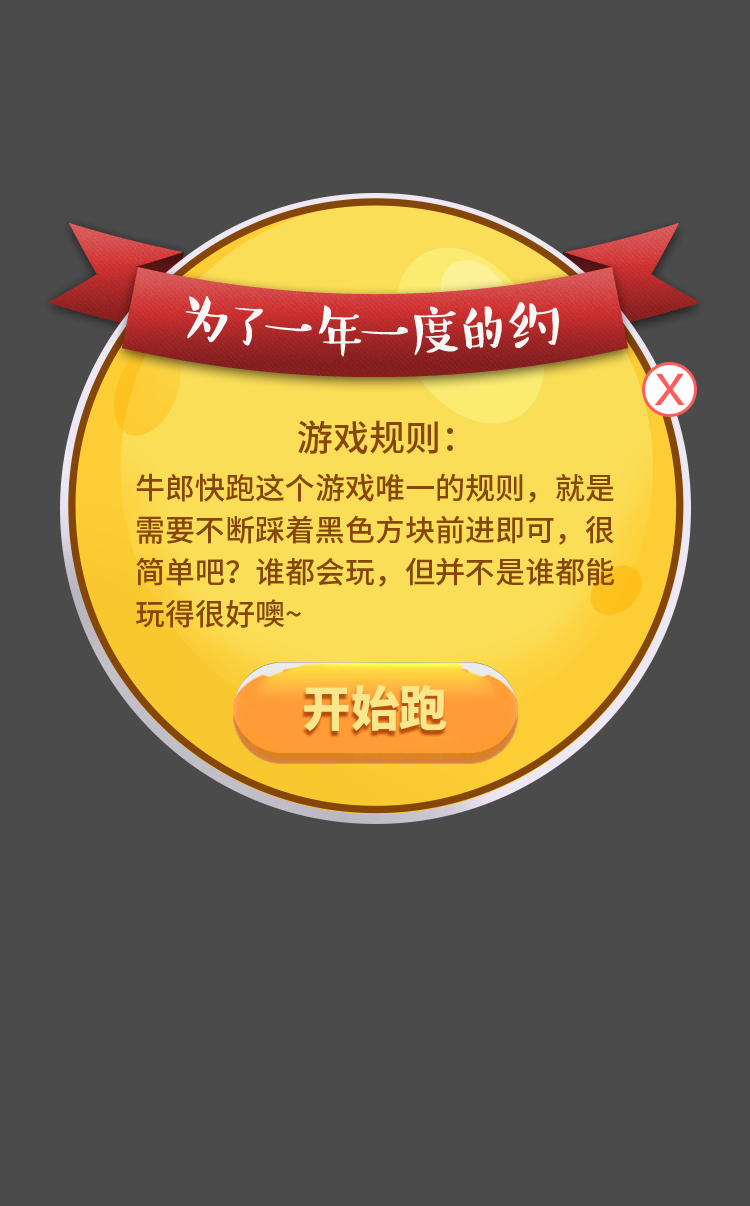 为了一年一度的约
X
游戏规则：
牛郎快跑这个游戏唯一的规则，就是
需要不断踩着黑色方块前进即可，很
简单吧？谁都会玩，但并不是谁都能
玩得很好噢~
开始跑